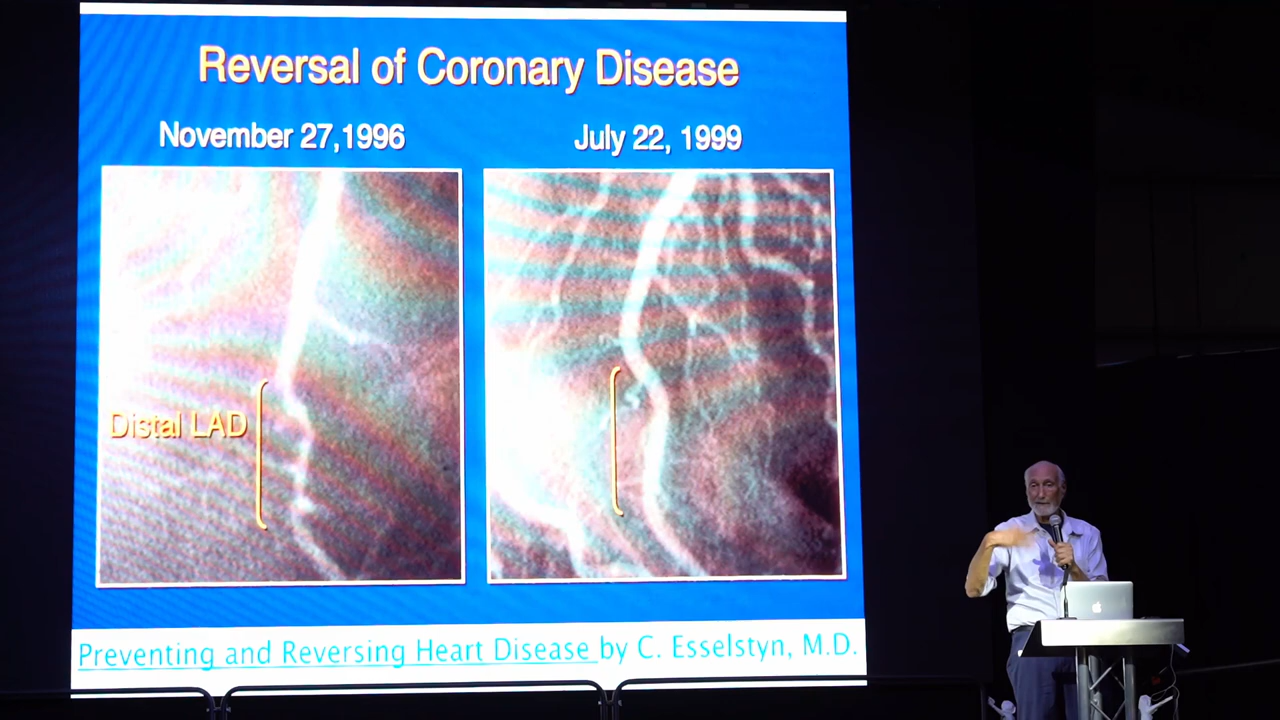 Reversal of Coronary Disease
November 27,1996
July 22, 1999
Distal LAD
Preventing and Reversing Heart Disease by C. Esselstyn, M.D.